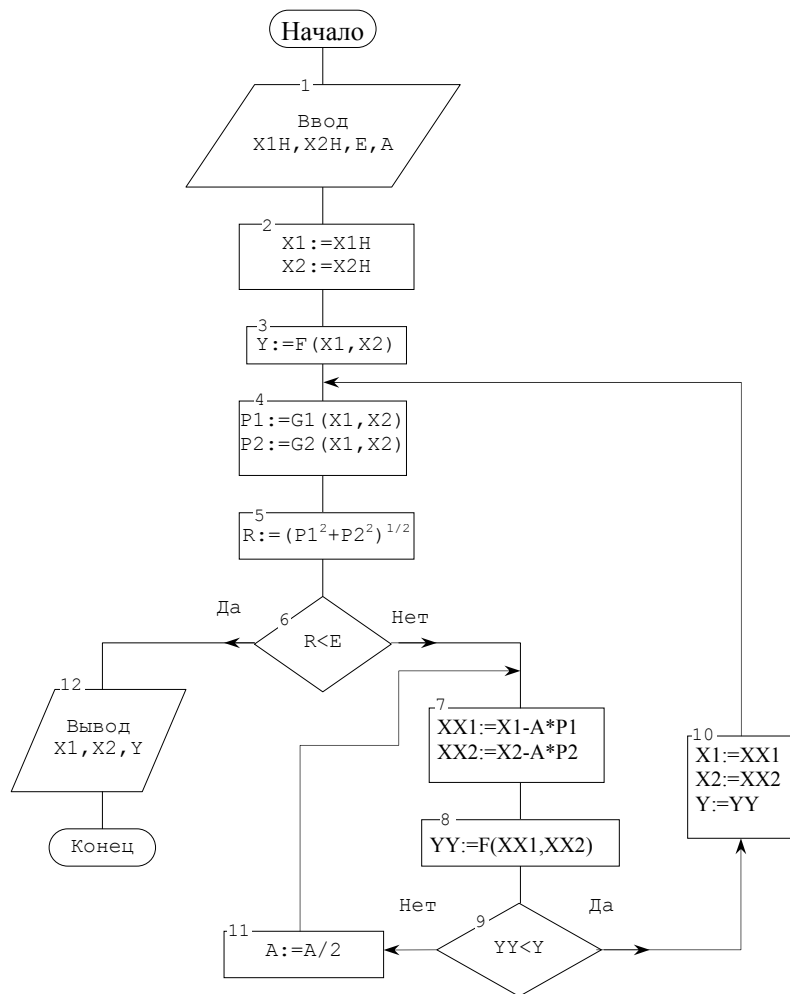 Начало
1
Ввод
X1H,X2H,E,A
2
X1:=X1H
X2:=X2H
3
Y:=F(X1,X2)
4
P1:=G1(X1,X2)
P2:=G2(X1,X2)
5
R:=(P1²+P2²)^1/2
Да
6
Нет
R<E
12
Вывод
X1,X2,Y
Конец
7
XX1:=X1-A*P1
XX2:=X2-A*P2
8
YY:=F(XX1,XX2)
Нет
9
Да
YY<Y
11
A:=A/2
10
X1:=XX1
X2:=XX2
Y:=YY